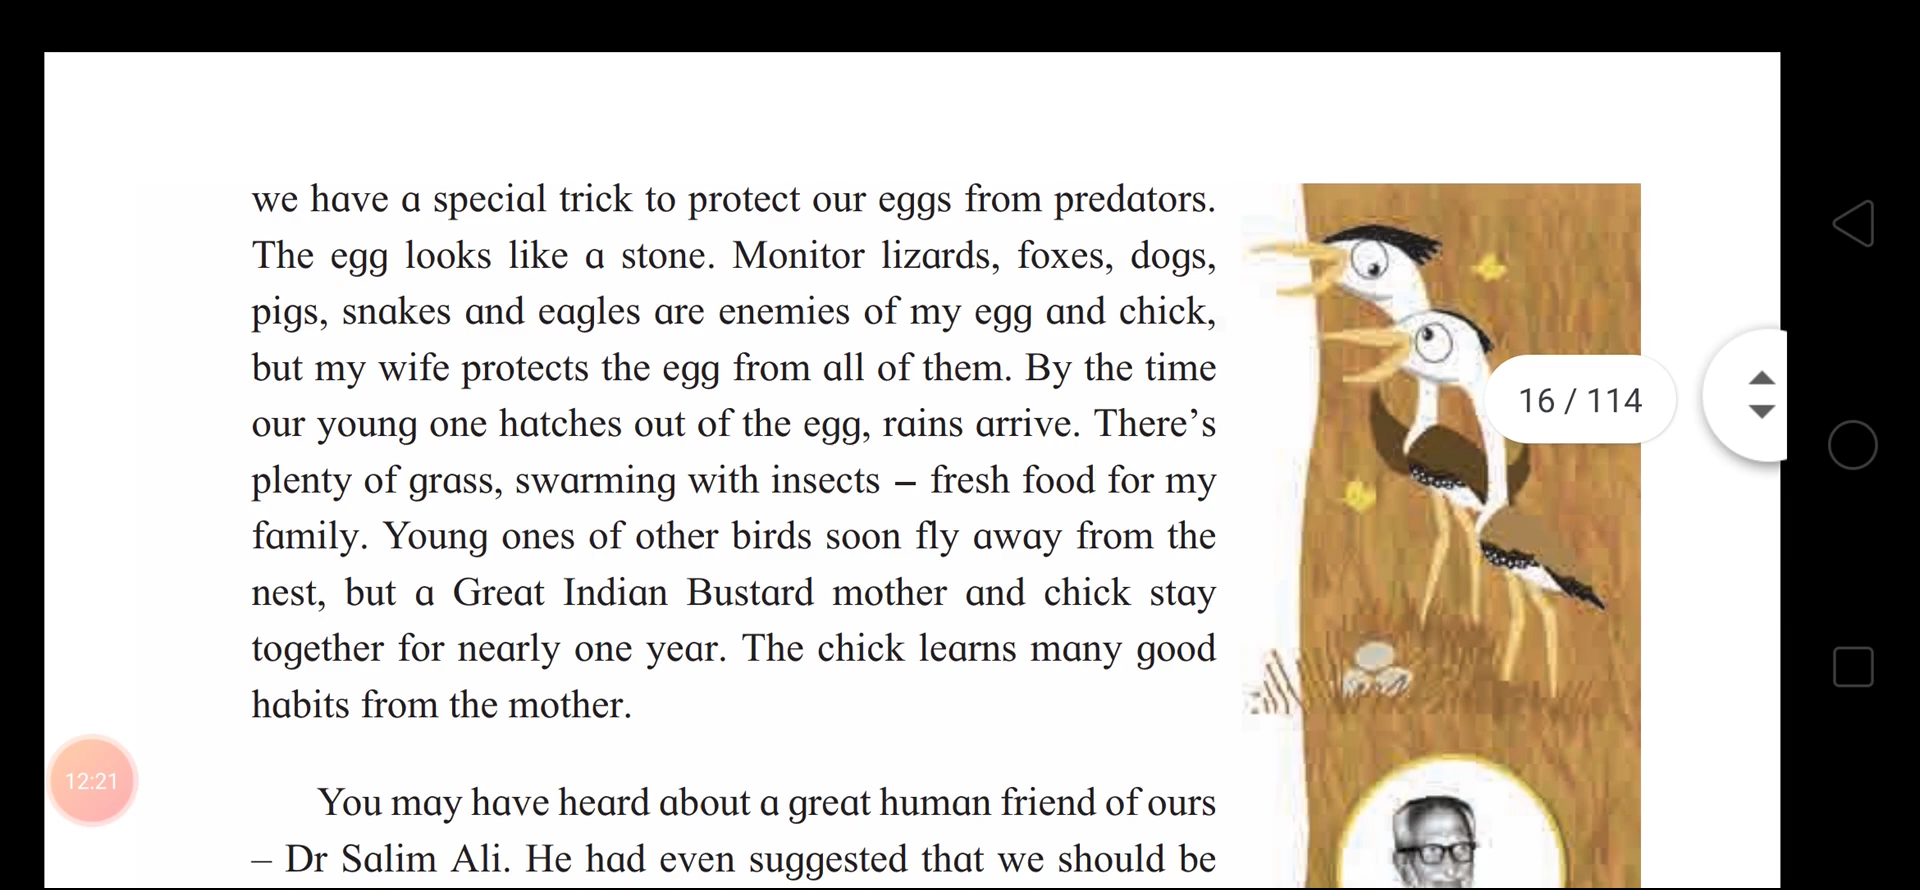 we have a special trick to protect our eggs from predators.
The egg looks like a stone. Monitor lizards, foxes, dogs,
pigs, snakes and eagles are enemies of my egg and chick,
but my wife protects the egg from all of them. By the time
our young one hatches out of the egg, rains arrive. There’s
plenty of grass, swarming with insects – fresh food for my
family. Young ones of other birds soon fly away from the
nest, but a Great Indian Bustard mother and chick stay
together for nearly one year. The chick learns many good
habits from the mother.
You may have heard about a great human friend of ours
– Dr Salim Ali. He had even suggested that we should be
16 / 114
12:21